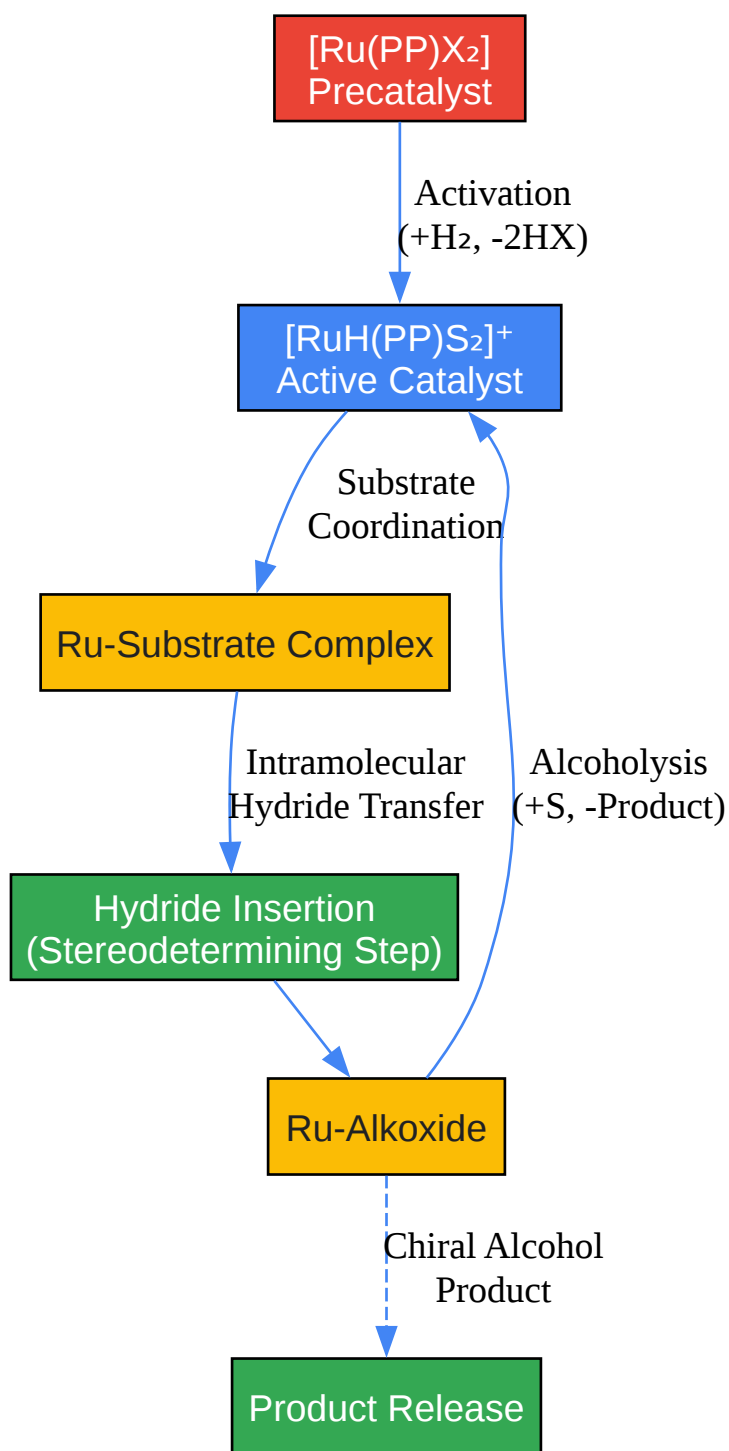 [Ru(PP)X₂]
Precatalyst
Activation
(+H₂, -2HX)
[RuH(PP)S₂]⁺
Active Catalyst
Substrate
Coordination
Ru-Substrate Complex
Intramolecular
Hydride Transfer
Alcoholysis
(+S, -Product)
Hydride Insertion
(Stereodetermining Step)
Ru-Alkoxide
Chiral Alcohol
Product
Product Release